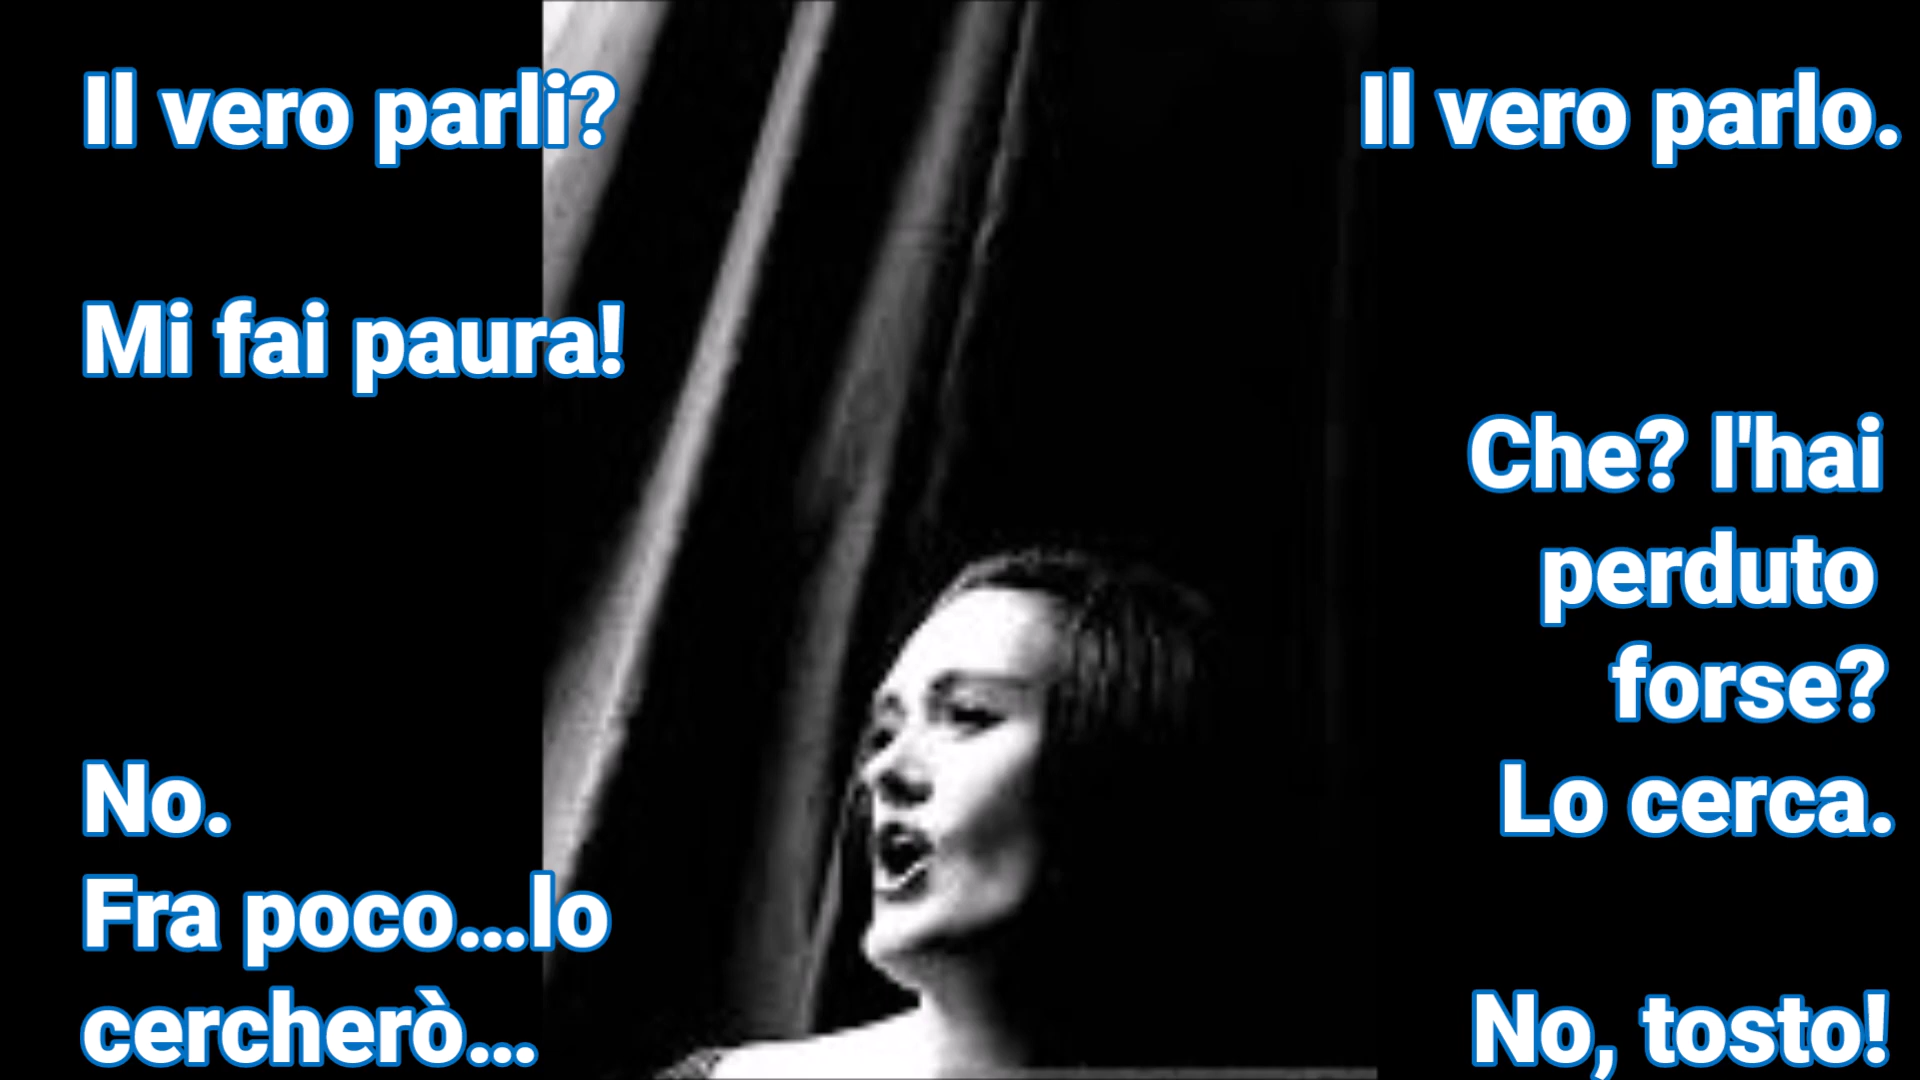 Il vero parli?
Il vero parlo.
Mi fai paura!
Che? l'hai
perduto
forse?
No.
Lo cerca.
Fra poco...lo
cercherò...
No, tosto!